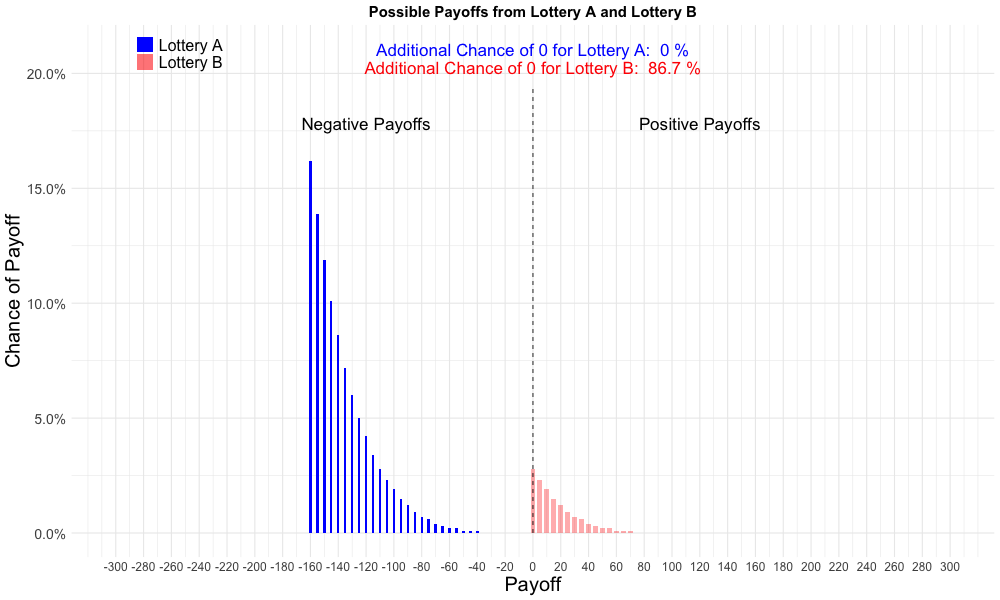 Possible Payoffs from Lottery A and Lottery B
Lottery A
Lottery B
Additional Chance of 0 for Lottery A:  0 %
Additional Chance of 0 for Lottery B:  86.7 %
Negative Payoffs
Positive Payoffs
Chance of Payoff
20.0%
15.0%
10.0%
5.0%
0.0%
-300 -280 -260 -240 -220 -200 -180 -160 -140 -120 -100 -80 -60 -40 -20 0 20 40 60 80 100 120 140 160 180 200 220 240 260 280 300
Payoff